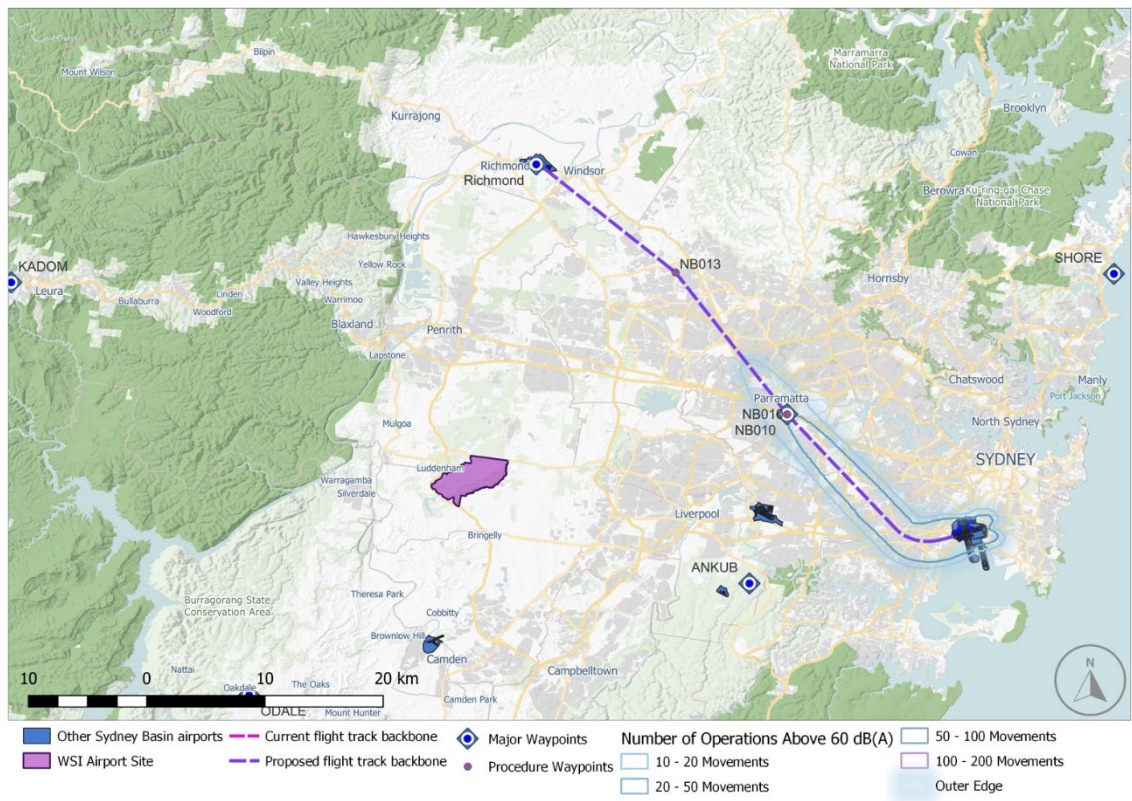 Bilpin
Mount Wilson
Marramarra
National Park
Brooklyn
Kurrajong
Cowan
Richmond
Windsor
Richmond
Berowra
Ku-ring-gai Chase
National Park
Hawkesbury Heights
KADOM
Leura
Yellow Rock
NB013
SHORE
Hornsby
Linden
Valley Heights
Bullaburra
Woodford
Warrimoo
Blaxland
Penrith
Lapstone
Chatswood
Manly
Parramatta
Port Jackson
Mulgoa
NB010
North Sydney
NB010
Luddenham
SYDNEY
Warragamba
Silverdale
Liverpool
Bringelly
ANKUB
Theresa Park
Burragorang State
Conservation Area
Cobbitty
Brownlow Hill
Camden
Nattai
Campbelltown
10 0 10 20 km
Oakdale
The Oaks
Camden Park
ODALE
Mount Hunter
N
Other Sydney Basin airports
WSI Airport Site
Current flight track backbone
Proposed flight track backbone
Major Waypoints
Procedure Waypoints
Number of Operations Above 60 dB(A)
10 - 20 Movements
20 - 50 Movements
50 - 100 Movements
100 - 200 Movements
Outer Edge